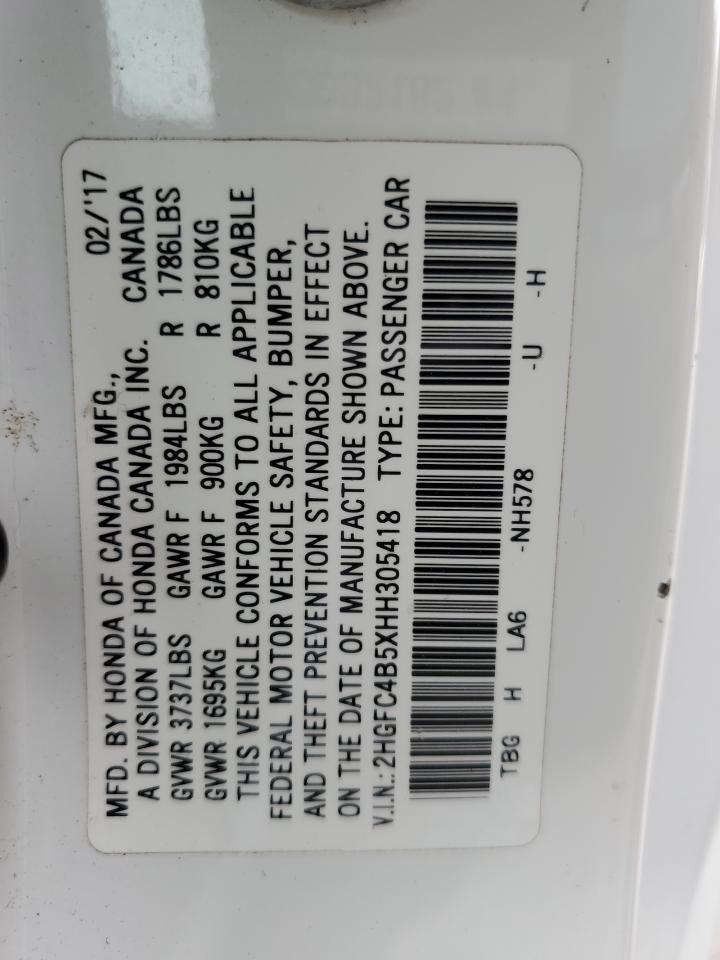 MFD. BY HONDA OF CANADA MFG., 02/'17
A DIVISION OF HONDA CANADA INC. CANADA
GVWR 3737LBS GAWR F 1984LBS R 1786LBS
GVWR 1695KG GAWR F 900KG R 810KG
THIS VEHICLE CONFORMS TO ALL APPLICABLE
FEDERAL MOTOR VEHICLE SAFETY, BUMPER,
AND THEFT PREVENTION STANDARDS IN EFFECT
ON THE DATE OF MANUFACTURE SHOWN ABOVE.
V.I.N.: 2HGFC4B5XHH305418 TYPE: PASSENGER CAR
TBG H LA6 -NH578 -U -H